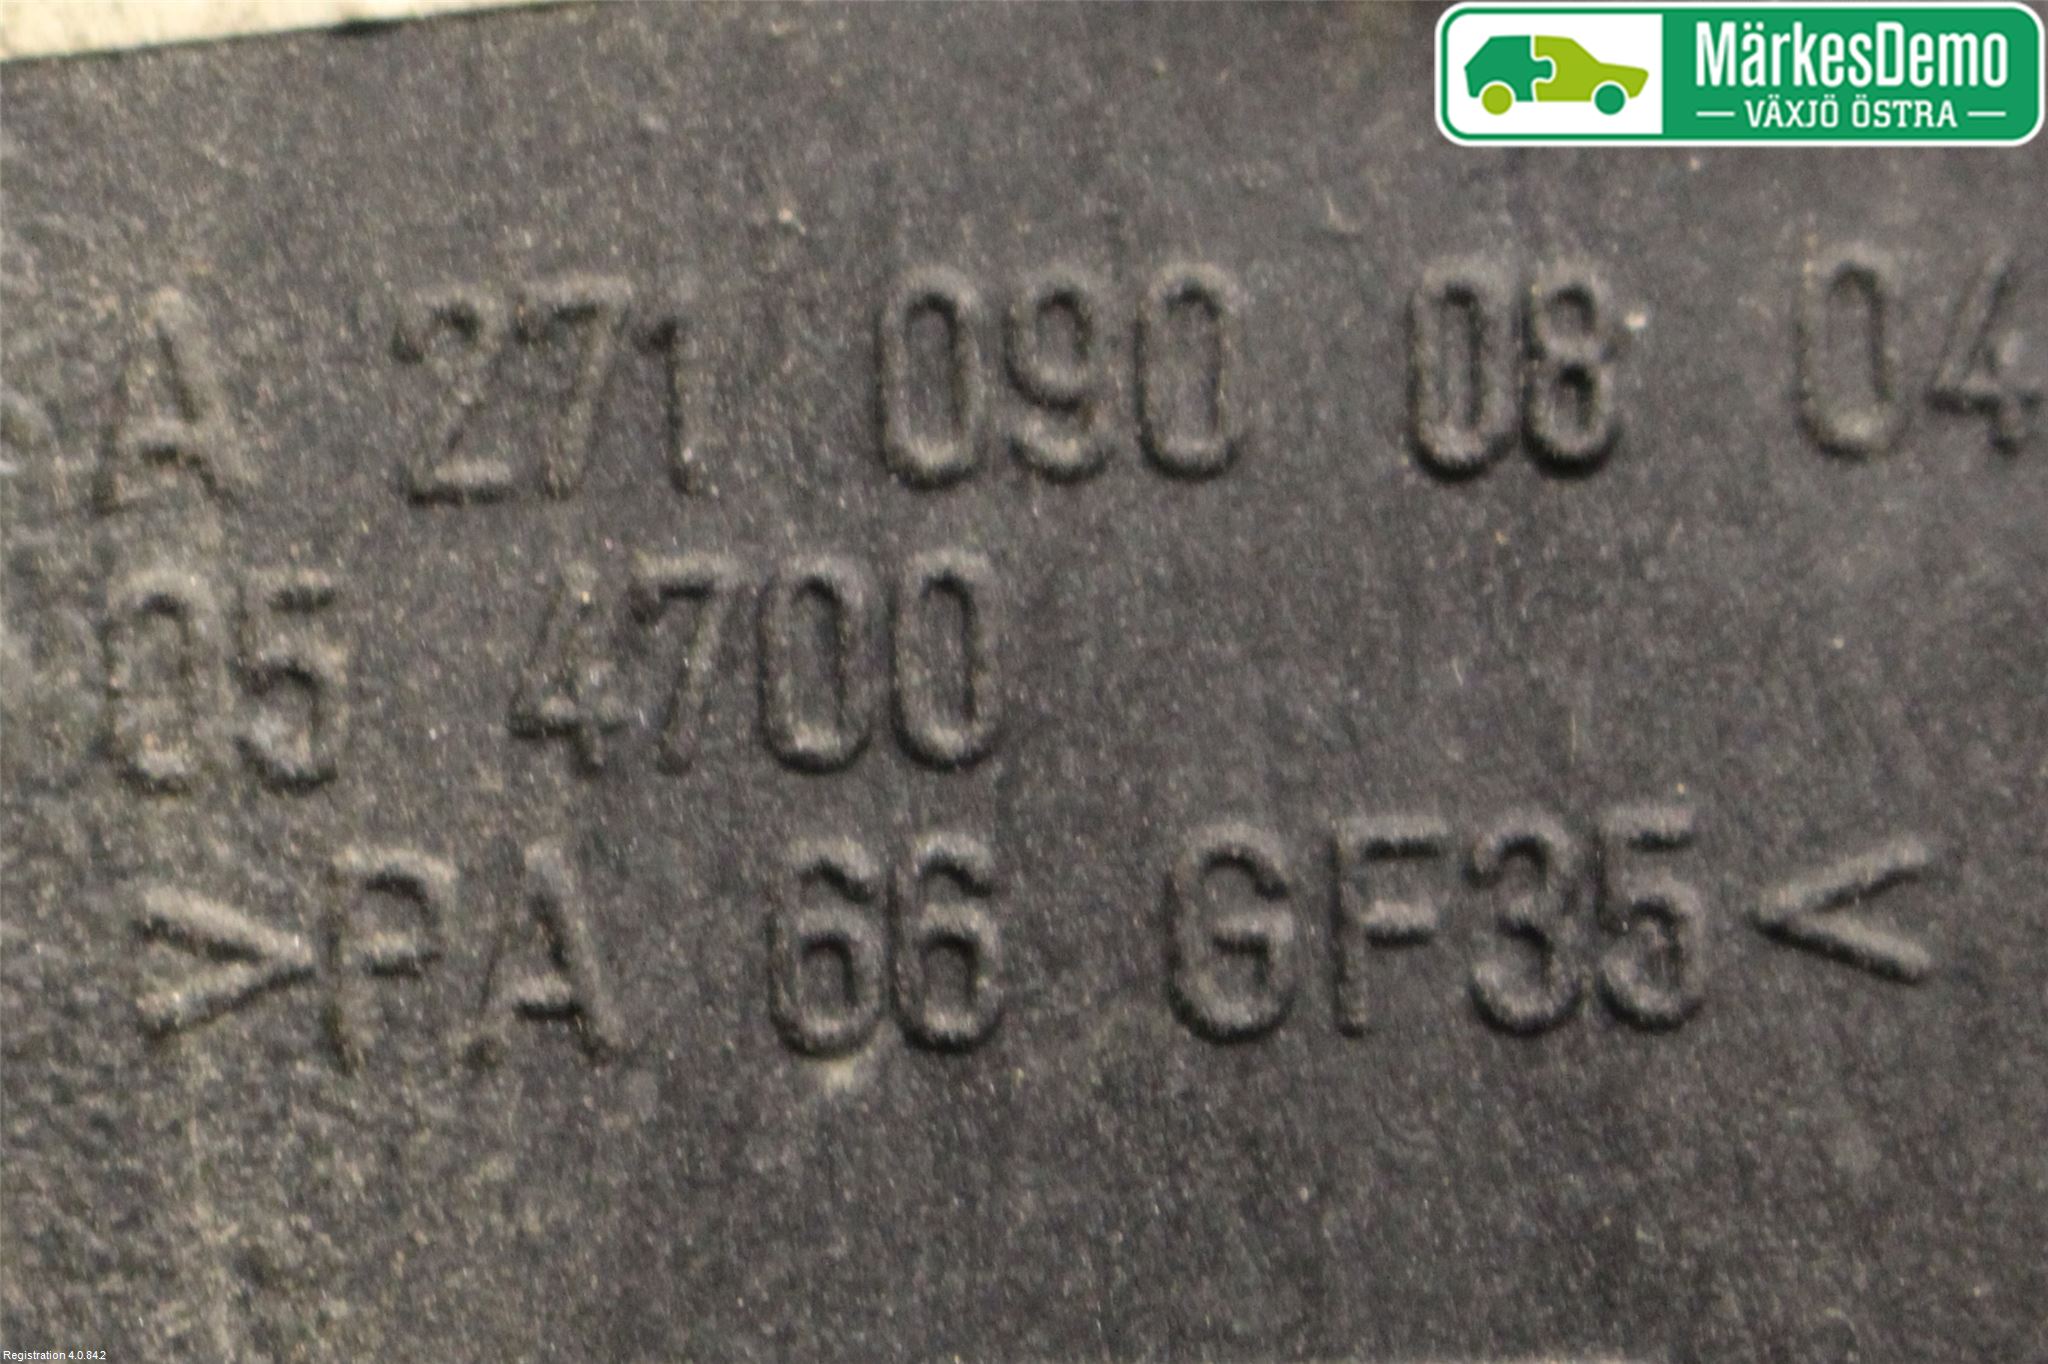 MärkesDemo
VÄXJÖ ÖSTRA
A 271 090 08 04
05 4700
>PA 66 GF35<
Registration 4.0.84.2